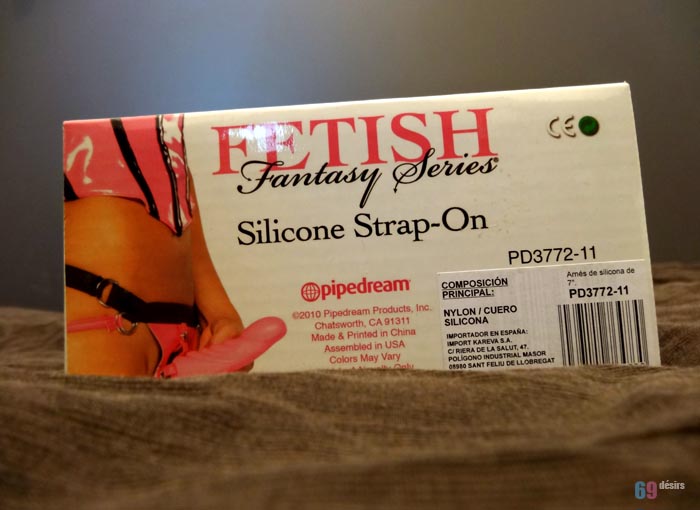 FETISH
Fantasy Series®
Silicone Strap-On
CE
PD3772-11
pipedream®
©2010 Pipedream Products, Inc.
Chatsworth, CA 91311
Made & Printed in China
Assembled in USA
Colors May Vary
Novelty Only
COMPOSICIÓN
PRINCIPAL:
NYLON / CUERO
SILICONA
IMPORTADOR EN ESPAÑA:
IMPORT KAREVA S.A.
C/ RIERA DE LA SALUT, 47.
POLÍGONO INDUSTRIAL MASOR
08980 SANT FELIU DE LLOBREGAT
Arnés de silicona de
7".
PD3772-11
69 désirs